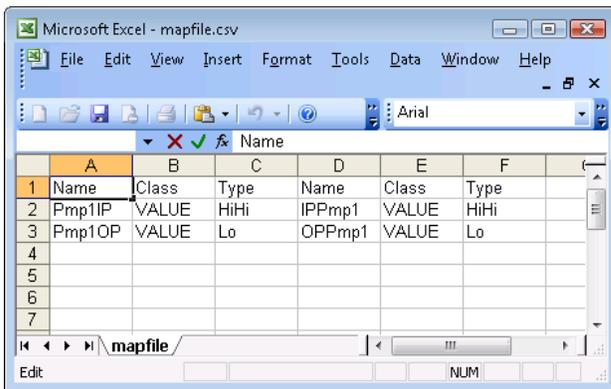 Microsoft Excel - mapfile.csv
File Edit View Insert Format Tools Data Window Help
Arial
fx Name
A B C D E F
1 Name Class Type Name Class Type
2 Pmp1IP VALUE HiHi IPPmp1 VALUE HiHi
3 Pmp1OP VALUE Lo OPPmp1 VALUE Lo
4
5
6
7
mapfile
Edit NUM